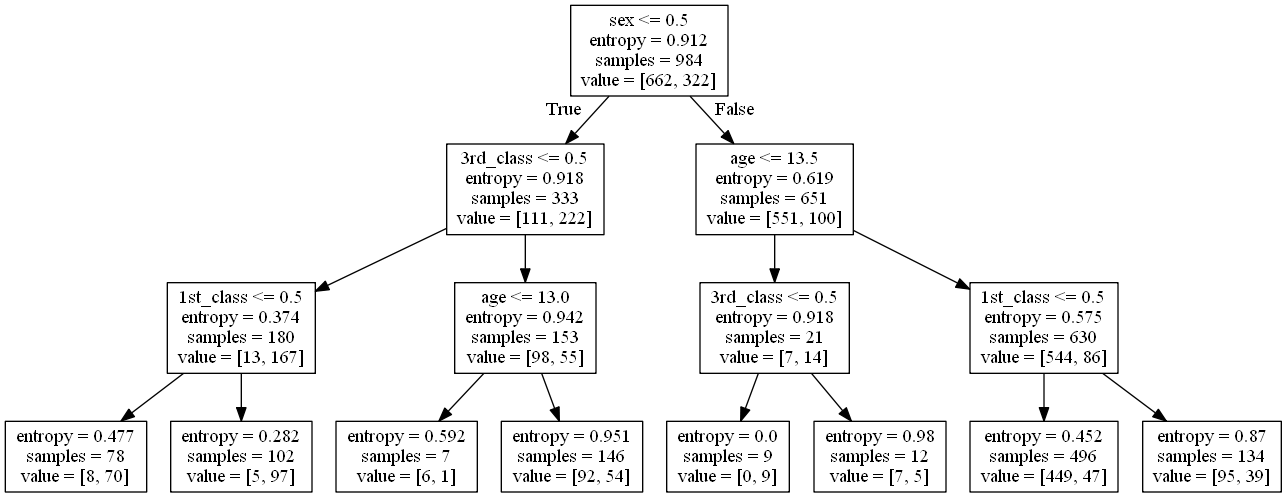 sex <= 0.5
entropy = 0.912
samples = 984
value = [662, 322]
True
False
3rd_class <= 0.5
entropy = 0.918
samples = 333
value = [111, 222]
age <= 13.5
entropy = 0.619
samples = 651
value = [551, 100]
1st_class <= 0.5
entropy = 0.374
samples = 180
value = [13, 167]
age <= 13.0
entropy = 0.942
samples = 153
value = [98, 55]
3rd_class <= 0.5
entropy = 0.918
samples = 21
value = [7, 14]
1st_class <= 0.5
entropy = 0.575
samples = 630
value = [544, 86]
entropy = 0.477
samples = 78
value = [8, 70]
entropy = 0.282
samples = 102
value = [5, 97]
entropy = 0.592
samples = 7
value = [6, 1]
entropy = 0.951
samples = 146
value = [92, 54]
entropy = 0.0
samples = 9
value = [0, 9]
entropy = 0.98
samples = 12
value = [7, 5]
entropy = 0.452
samples = 496
value = [449, 47]
entropy = 0.87
samples = 134
value = [95, 39]